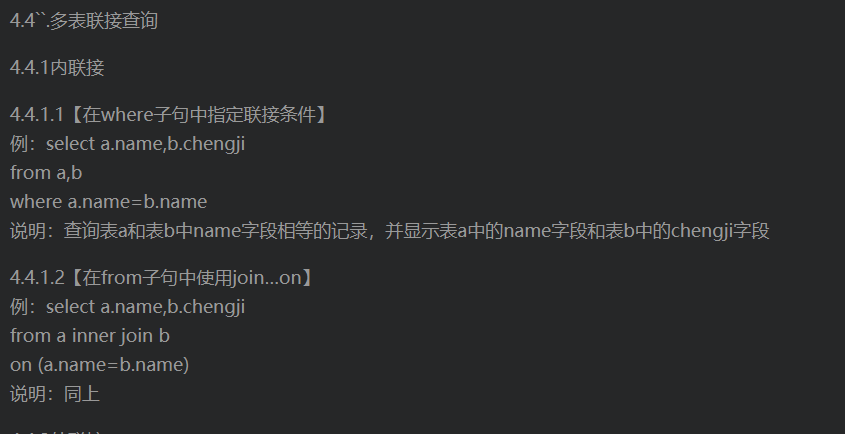 4.4``.多表联接查询
4.4.1内联接
4.4.1.1【在where子句中指定联接条件】
例：select a.name,b.chengji
from a,b
where a.name=b.name
说明：查询表a和表b中name字段相等的记录，并显示表a中的name字段和表b中的chengji字段
4.4.1.2【在from子句中使用join…on】
例：select a.name,b.chengji
from a inner join b
on (a.name=b.name)
说明：同上